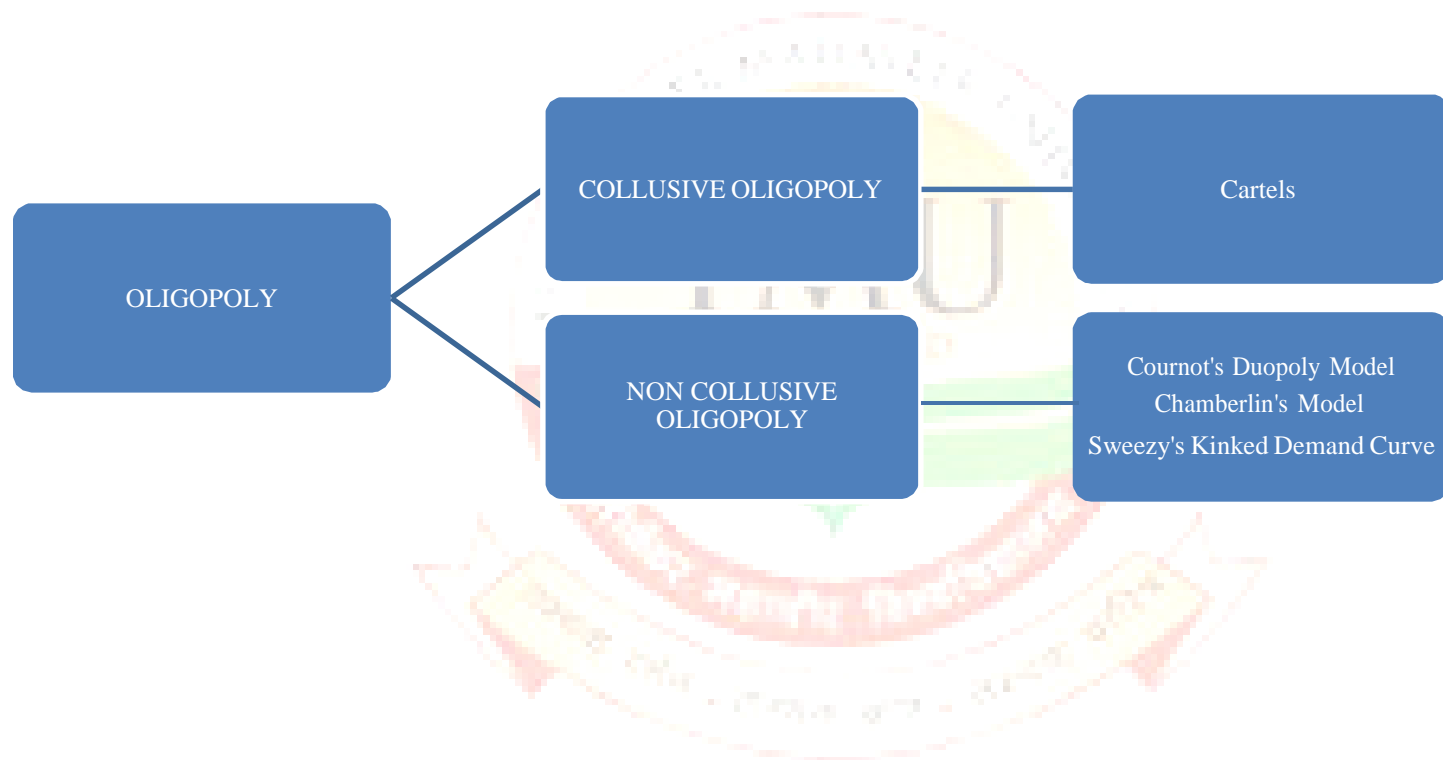 OLIGOPOLY
COLLUSIVE OLIGOPOLY
Cartels
NON COLLUSIVE
OLIGOPOLY
Cournot's Duopoly Model
Chamberlin's Model
Sweezy's Kinked Demand Curve